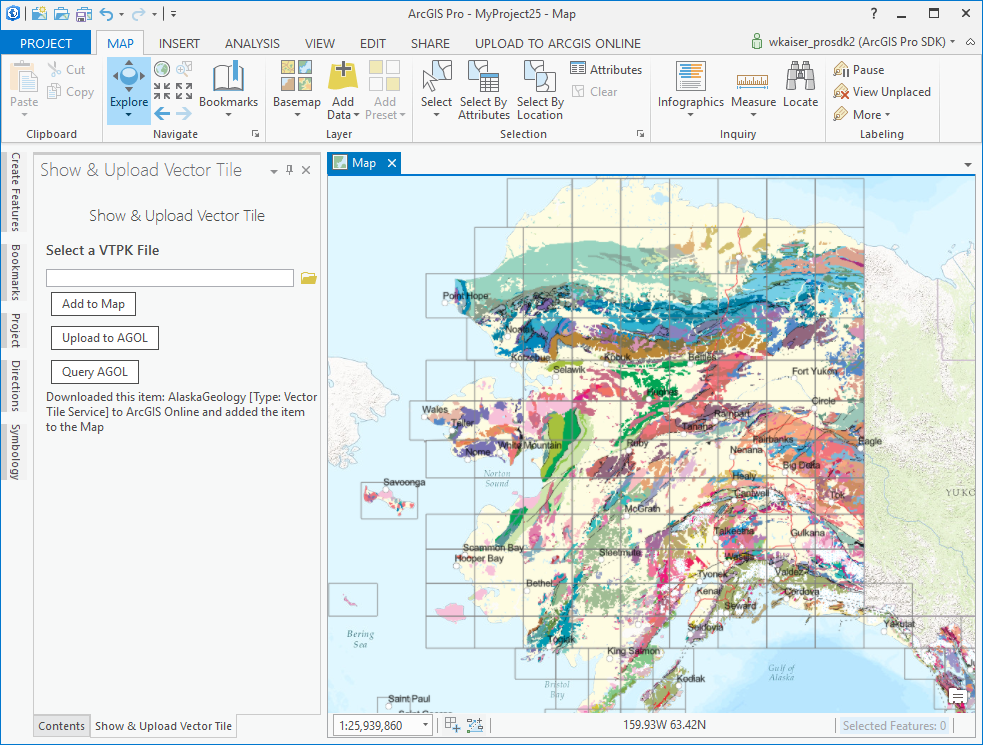 ArcGIS Pro - MyProject25 - Map
?
PROJECT MAP INSERT ANALYSIS VIEW EDIT SHARE UPLOAD TO ARCGIS ONLINE
wkaiser_prosdk2 (ArcGIS Pro SDK)
Paste
Cut
Copy
Clipboard
Explore
Bookmarks
Navigate
Basemap
Add Data
Add Preset
Layer
Select
Select By Attributes
Select By Location
Attributes
Clear
Selection
Infographics
Measure
Locate
Inquiry
Pause
View Unplaced
More
Labeling
Create Features
Bookmarks
Project
Directions
Symbology
Show & Upload Vector Tile
Show & Upload Vector Tile
Select a VTPK File
Add to Map
Upload to AGOL
Query AGOL
Downloaded this item: AlaskaGeology [Type: Vector
Tile Service] to ArcGIS Online and added the item
to the Map
Contents
Show & Upload Vector Tile
Map
Point Hope
Kotzebue
Kobuk
Bettles
Selawik
Hughes
Fort Yukon
Circle
Wales
Teller
Rampart
Tanana
Nome
White Mountain
Ruby
Fairbanks
Eagle
Nenana
Big Delta
Norton
Sound
Healy
Savoonga
Cantwell
Tok
YUKO
McGrath
Talkeetna
Gulkana
Scammon Bay
Hooper Bay
Sleetmute
Wasilla
Tyonek
Valdez
Bethel
Kenai
Cordova
Seward
Seldovia
Yakutat
Bering
Sea
Togiak
King Salmon
Gulf of
Alaska
Kodiak
Bristol
Bay
Saint Paul
1:25,939,860
159.93W 63.42N
Selected Features: 0